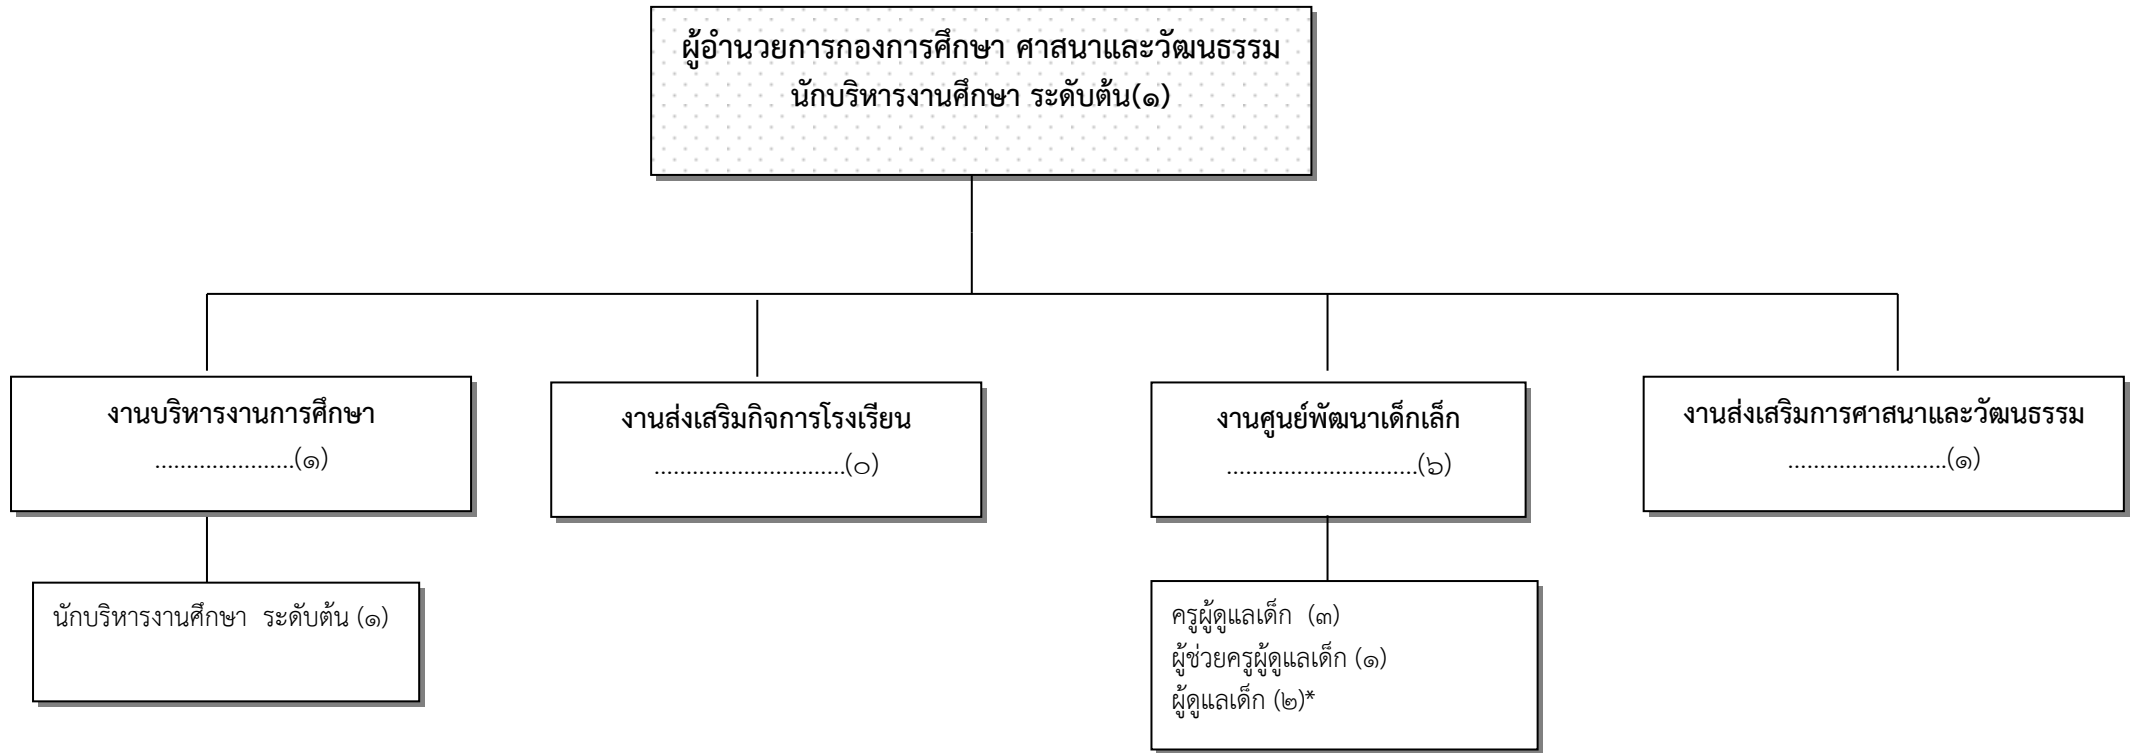 ผู้อำนวยการกองการศึกษา ศาสนาและวัฒนธรรม
นักบริหารงานศึกษา ระดับต้น(๑)
งานบริหารงานการศึกษา
......................(๑)
งานส่งเสริมกิจการโรงเรียน
..............................(๐)
งานศูนย์พัฒนาเด็กเล็ก
..............................(๖)
งานส่งเสริมการศาสนาและวัฒนธรรม
.........................(๑)
นักบริหารงานศึกษา  ระดับต้น (๑)
ครูผู้ดูแลเด็ก  (๓)
ผู้ช่วยครูผู้ดูแลเด็ก (๑)
ผู้ดูแลเด็ก (๒)*